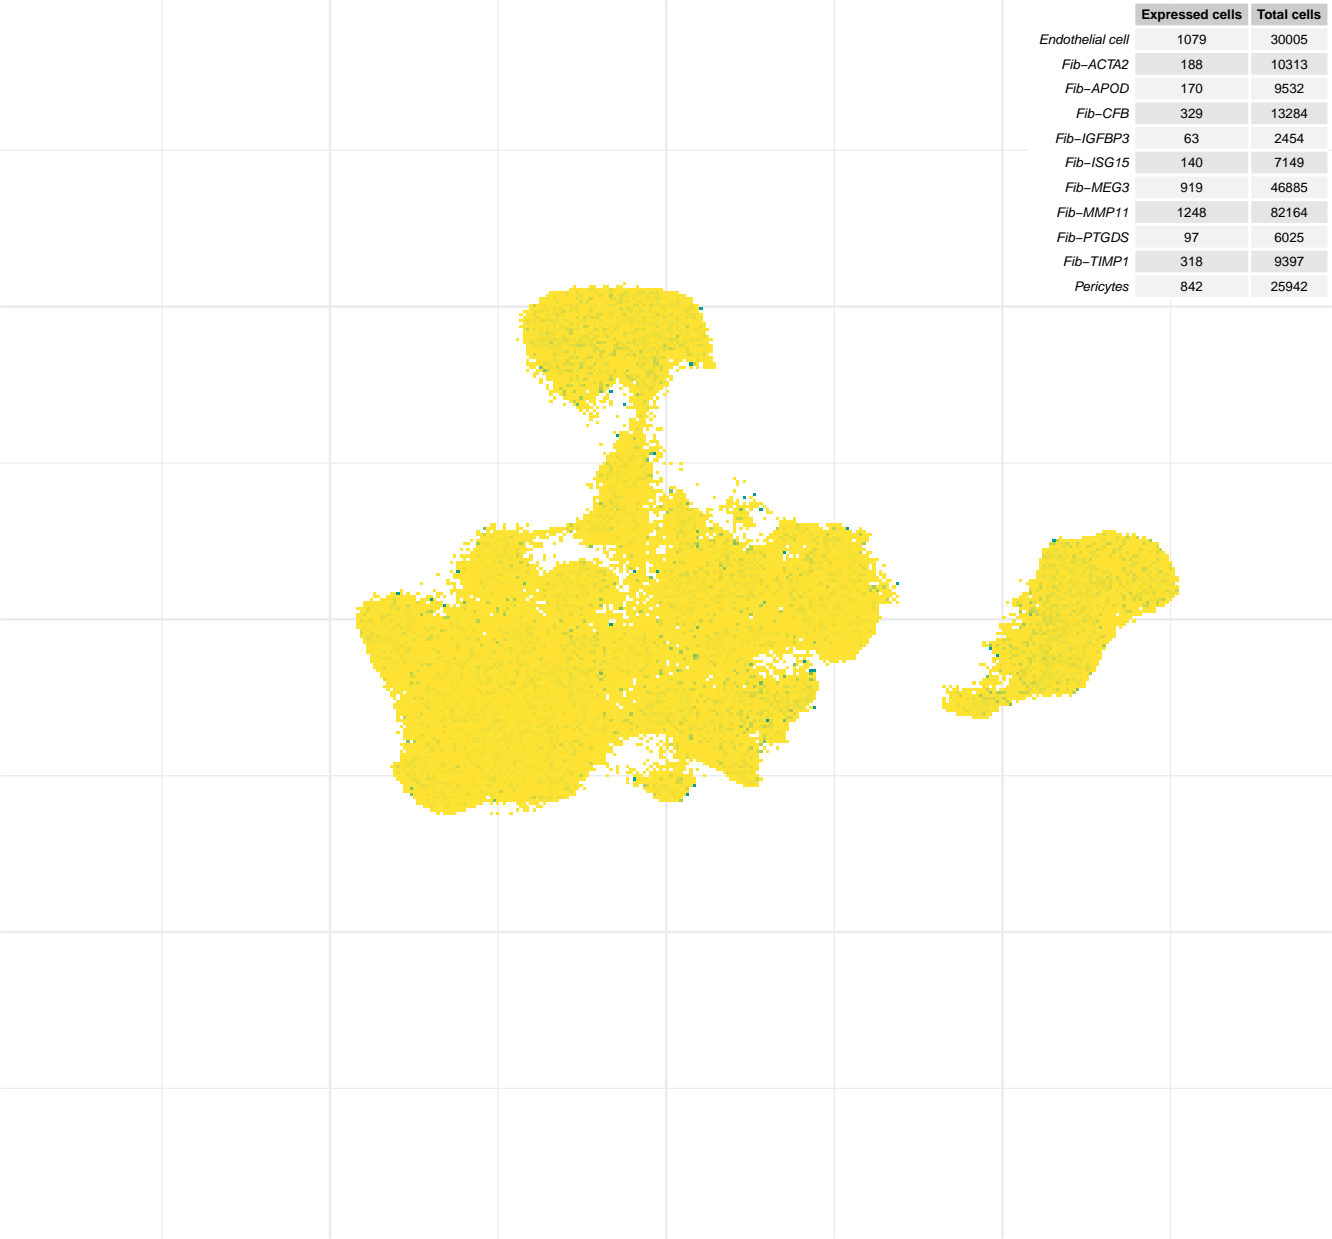 Expressed cells Total cells
Endothelial cell 1079 30005
Fib−ACTA2 188 10313
Fib−APOD 170 9532
Fib−CFB 329 13284
Fib−IGFBP3 63 2454
Fib−ISG15 140 7149
Fib−MEG3 919 46885
Fib−MMP11 1248 82164
Fib−PTGDS 97 6025
Fib−TIMP1 318 9397
Pericytes 842 25942